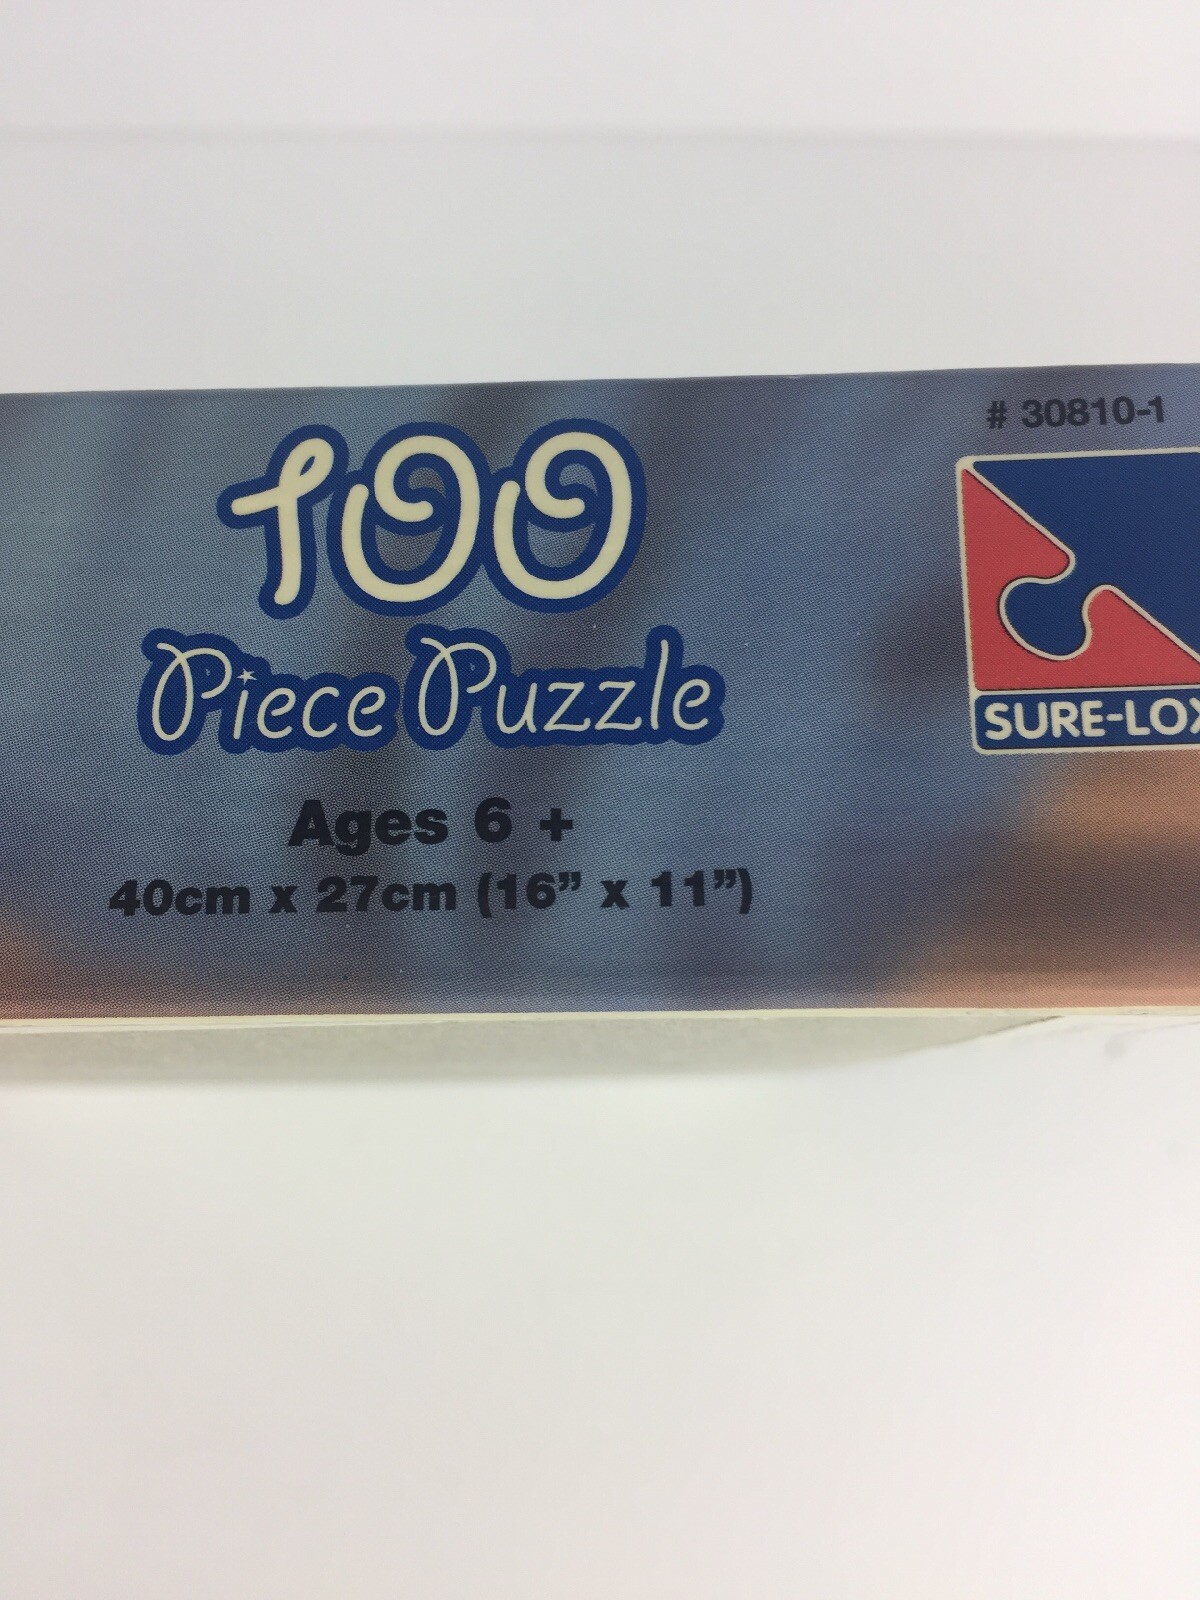 # 30810-1
100
Piece Puzzle
SURE-LOX
Ages 6 +
40cm x 27cm (16” x 11”)